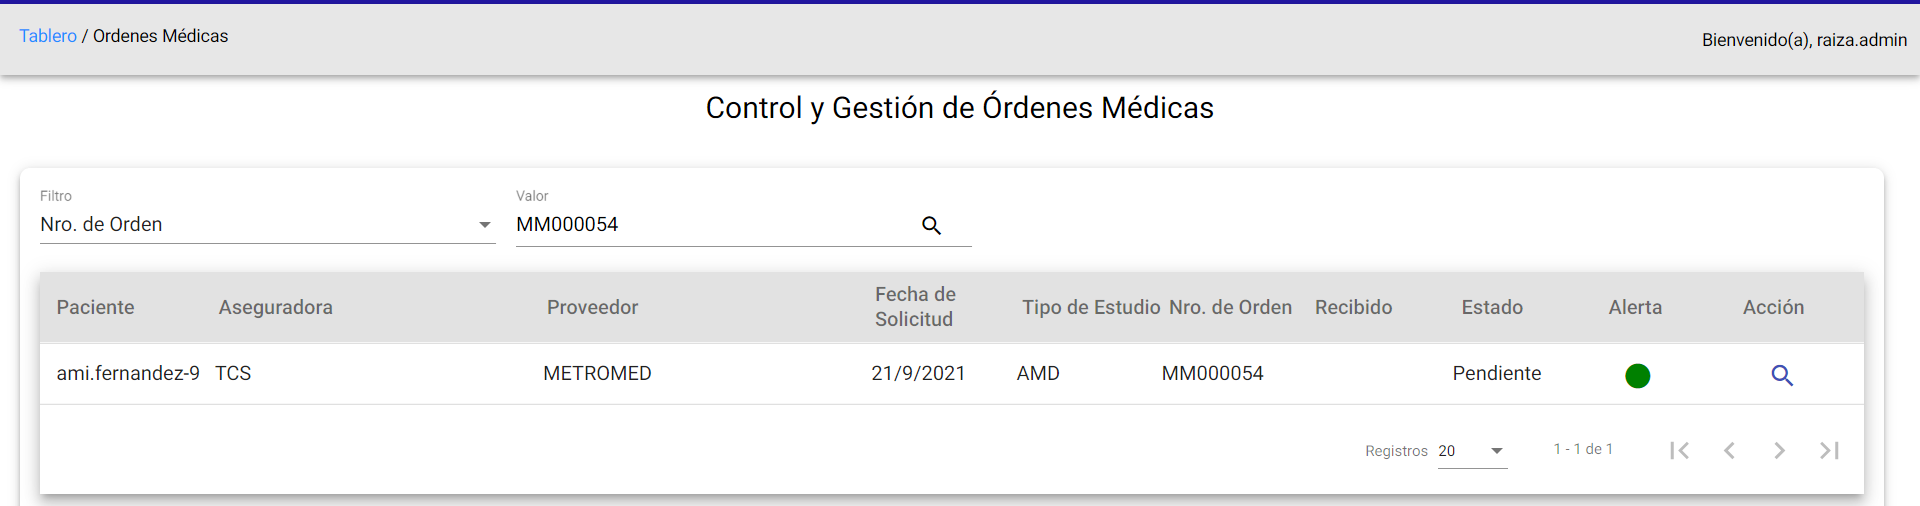 Tablero / Ordenes Médicas
Bienvenido(a), raiza.admin
Control y Gestión de Órdenes Médicas
Filtro
Nro. de Orden
Valor
MM000054
Paciente Aseguradora Proveedor Fecha de Solicitud Tipo de Estudio Nro. de Orden Recibido Estado Alerta Acción
ami.fernandez-9 TCS METROMED 21/9/2021 AMD MM000054 Pendiente
Registros 20 1 - 1 de 1